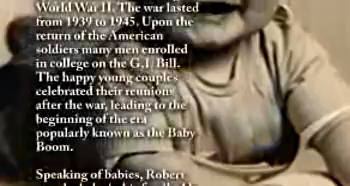 World War II. The war lasted
from 1939 to 1945. Upon the
return of the American
soldiers many men enrolled
in college on the G.I. Bill.
The happy young couples
celebrated their reunions
after the war, leading to the
beginning of the era
popularly known as the Baby
Boom.
Speaking of babies, Robert